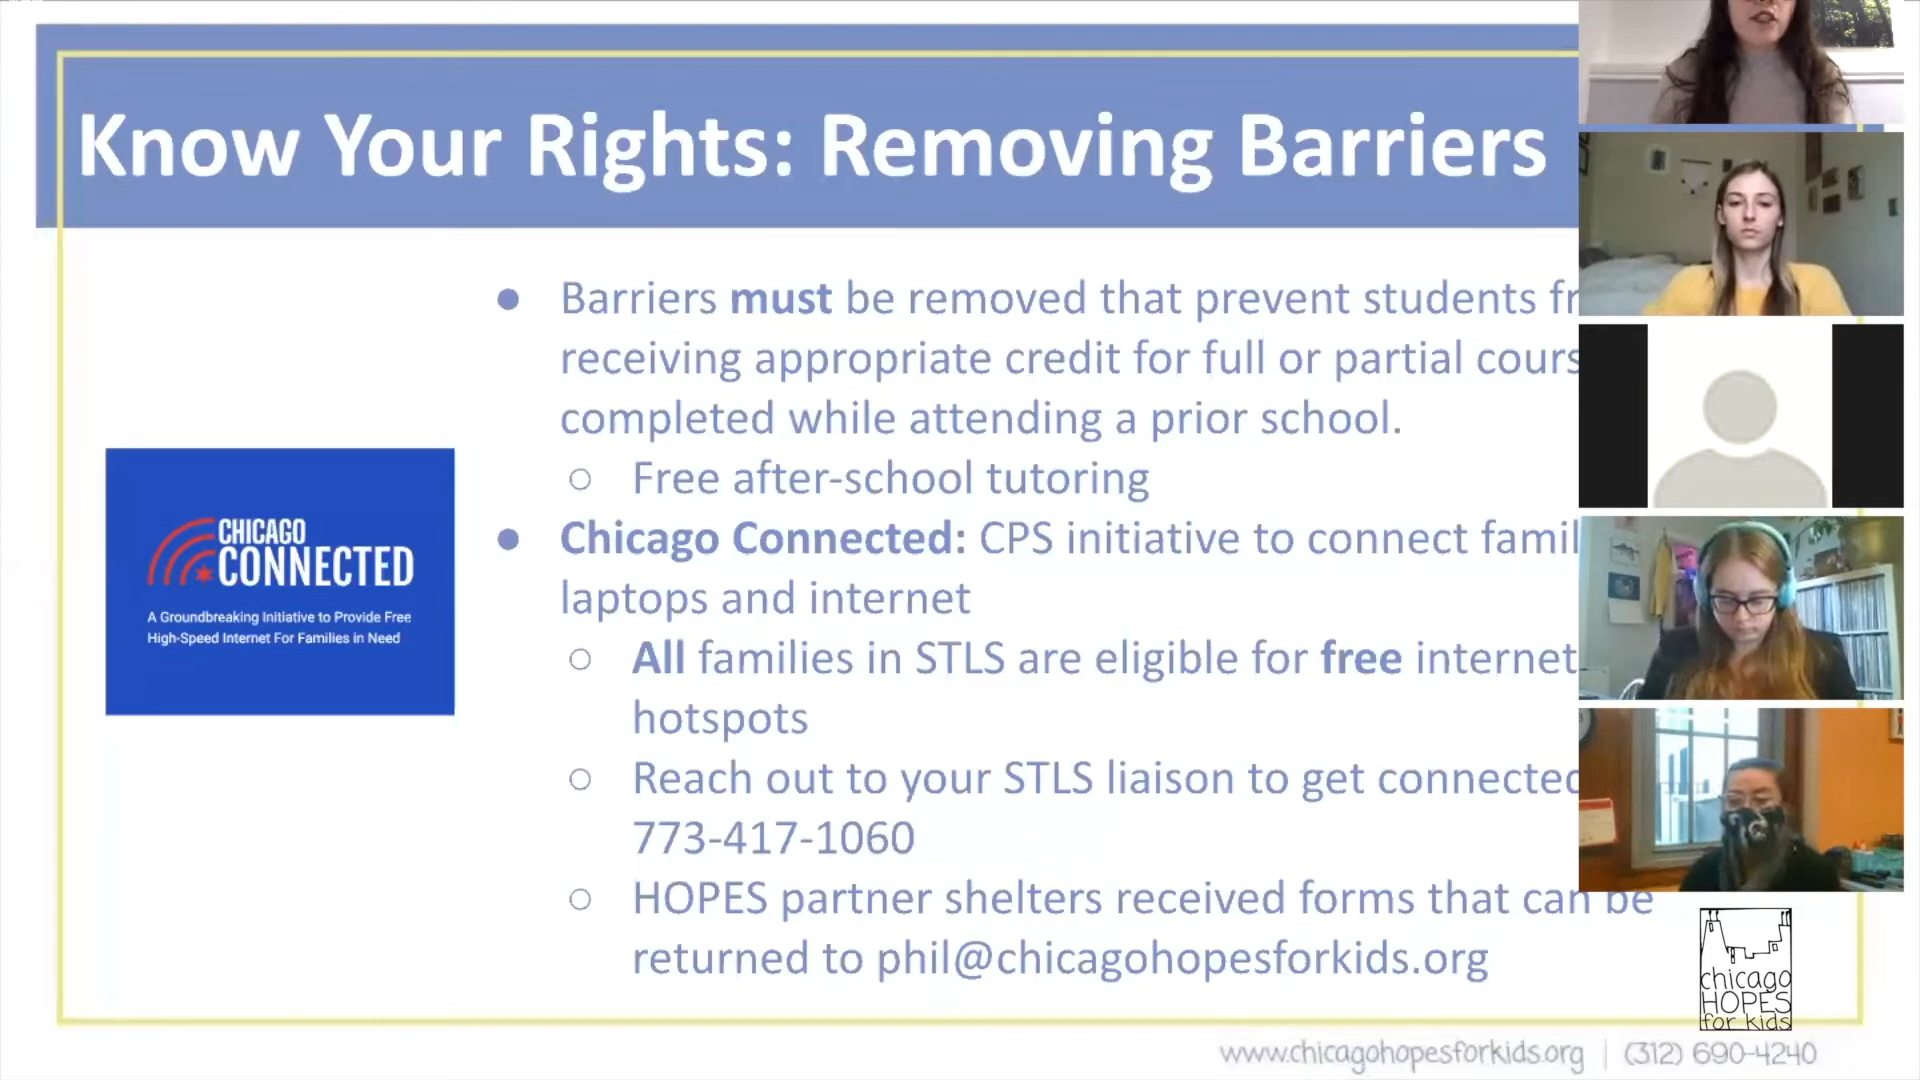 Know Your Rights: Removing Barriers
Barriers must be removed that prevent students
receiving appropriate credit for full or partial
completed while attending a prior school.
Free after-school tutoring
Chicago Connected: CPS initiative to connect
laptops and internet
All families in STLS are eligible for free internet
hotspots
Reach out to your STLS liaison to get connected
773-417-1060
HOPES partner shelters received forms that can be
returned to phil@chicagohopesforkids.org
CHICAGO
CONNECTED
A Groundbreaking Initiative to Provide Free
High-Speed Internet For Families in Need
chicago
HOPES
for kids
www.chicagohopesforkids.org | (312) 690-4240